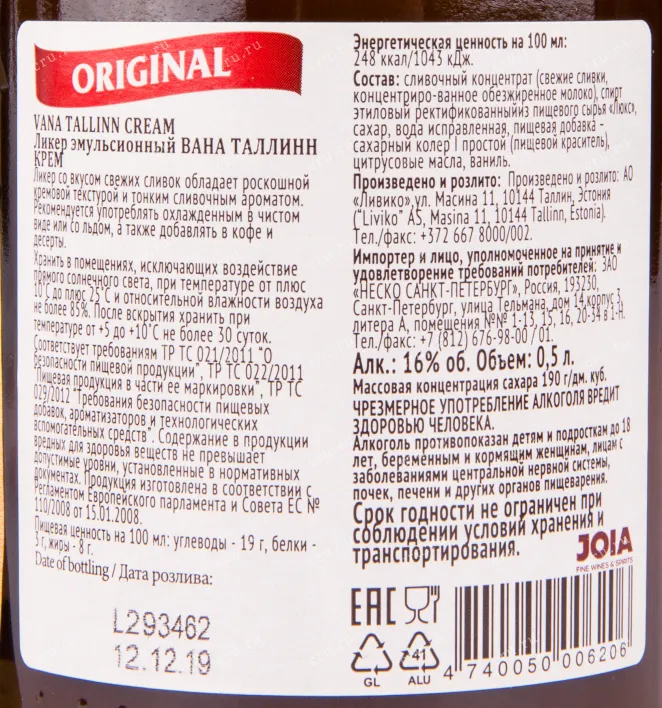 ORIGINAL
VANA TALLINN CREAM
Ликер эмульсионный ВАНА ТАЛЛИНН
КРЕМ
Ликер со вкусом свежих сливок обладает роскошной
кремовой текстурой и тонким сливочным ароматом.
Рекомендуется употреблять охлажденным в чистом
виде или со льдом, а также добавлять в кофе и
десерты.
Хранить в помещениях, исключающих воздействие
прямого солнечного света, при температуре от плюс
10°С до плюс 25°С и относительной влажности воздуха
не более 85%. После вскрытия хранить при
температуре от +5 до +10°С не более 30 суток.
Соответствует требованиям ТР ТС 021/2011 "О
безопасности пищевой продукции", ТР ТС 022/2011
"Пищевая продукция в части ее маркировки", ТР ТС
029/2012 "Требования безопасности пищевых
добавок, ароматизаторов и технологических
вспомогательных средств". Содержание в продукции
вредных для здоровья веществ не превышает
допустимые уровни, установленные в нормативных
документах. Продукция изготовлена в соответствии с
Регламентом Европейского парламента и Совета ЕС №
110/2008 от 15.01.2008.
Пищевая ценность на 100 мл: углеводы - 19 г, белки -
3 г, жиры - 8 г.
Date of bottling / Дата розлива:
L293462
12.12.19
Энергетическая ценность на 100 мл:
248 ккал/1043 кДж.
Состав: сливочный концентрат (свежие сливки,
концентриро-ванное обезжиренное молоко), спирт
этиловый ректификованныйиз пищевого сырья «Люкс»,
сахар, вода исправленная, пищевая добавка -
сахарный колер I простой (пищевой краситель),
цитрусовые масла, ваниль.
Произведено и розлито: Произведено и розлито: АО
«Ливико»,ул. Масина 11, 10144 Таллин, Эстония
("Liviko" AS, Masina 11, 10144 Tallinn, Estonia).
Тел./факс: +372 667 8000/002.
Импортер и лицо, уполномоченное на принятие и
удовлетворение требований потребителей: ЗАО
«НЕСКО САНКТ-ПЕТЕРБУРГ», Россия, 193230,
Санкт-Петербург, улица Тельмана, дом 14,корпус 3,
литера А, помещения №№ 1-13, 15, 16, 20-34 в 1-Н.
Тел./факс: +7 (812) 676-98-00 /01.
Алк.: 16% об. Объем: 0,5 л.
Массовая концентрация сахара 190 г/дм. куб.
ЧРЕЗМЕРНОЕ УПОТРЕБЛЕНИЕ АЛКОГОЛЯ ВРЕДИТ
ЗДОРОВЬЮ ЧЕЛОВЕКА.
Алкоголь противопоказан детям и подросткам до 18
лет, беременным и кормящим женщинам, лицам с
заболеваниями центральной нервной системы,
почек, печени и других органов пищеварения.
Срок годности не ограничен при
соблюдении условий хранения и
транспортирования.
JOIA
FINE WINES & SPIRITS
EAC
GL
41
ALU
4 740050 006206